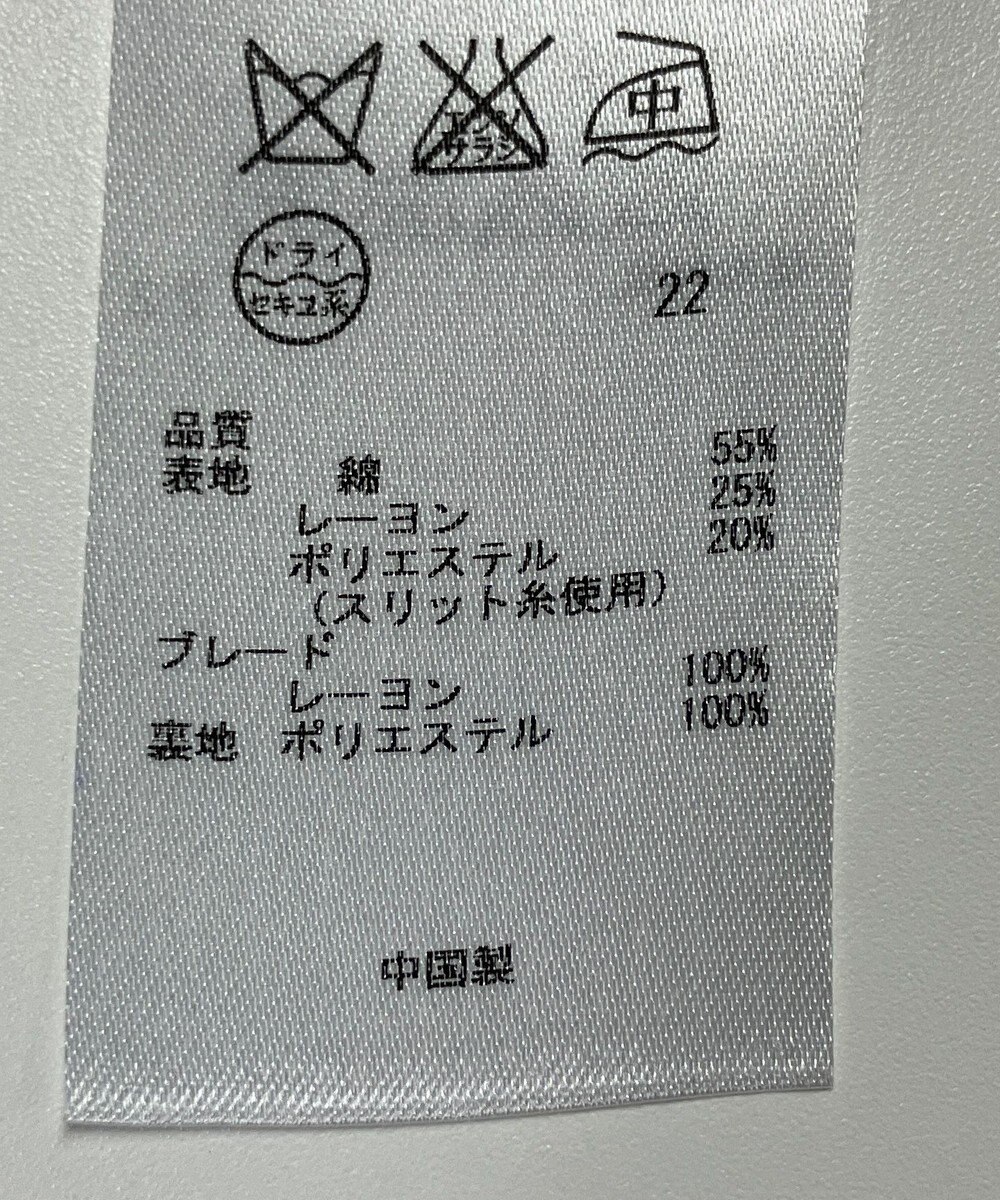 エンソ
サラシ
中
ドライ
セキユ系
22
品質
表地 綿 55%
レーヨン 25%
ポリエステル 20%
(スリット糸使用)
ブレード
レーヨン 100%
裏地 ポリエステル 100%
中国製